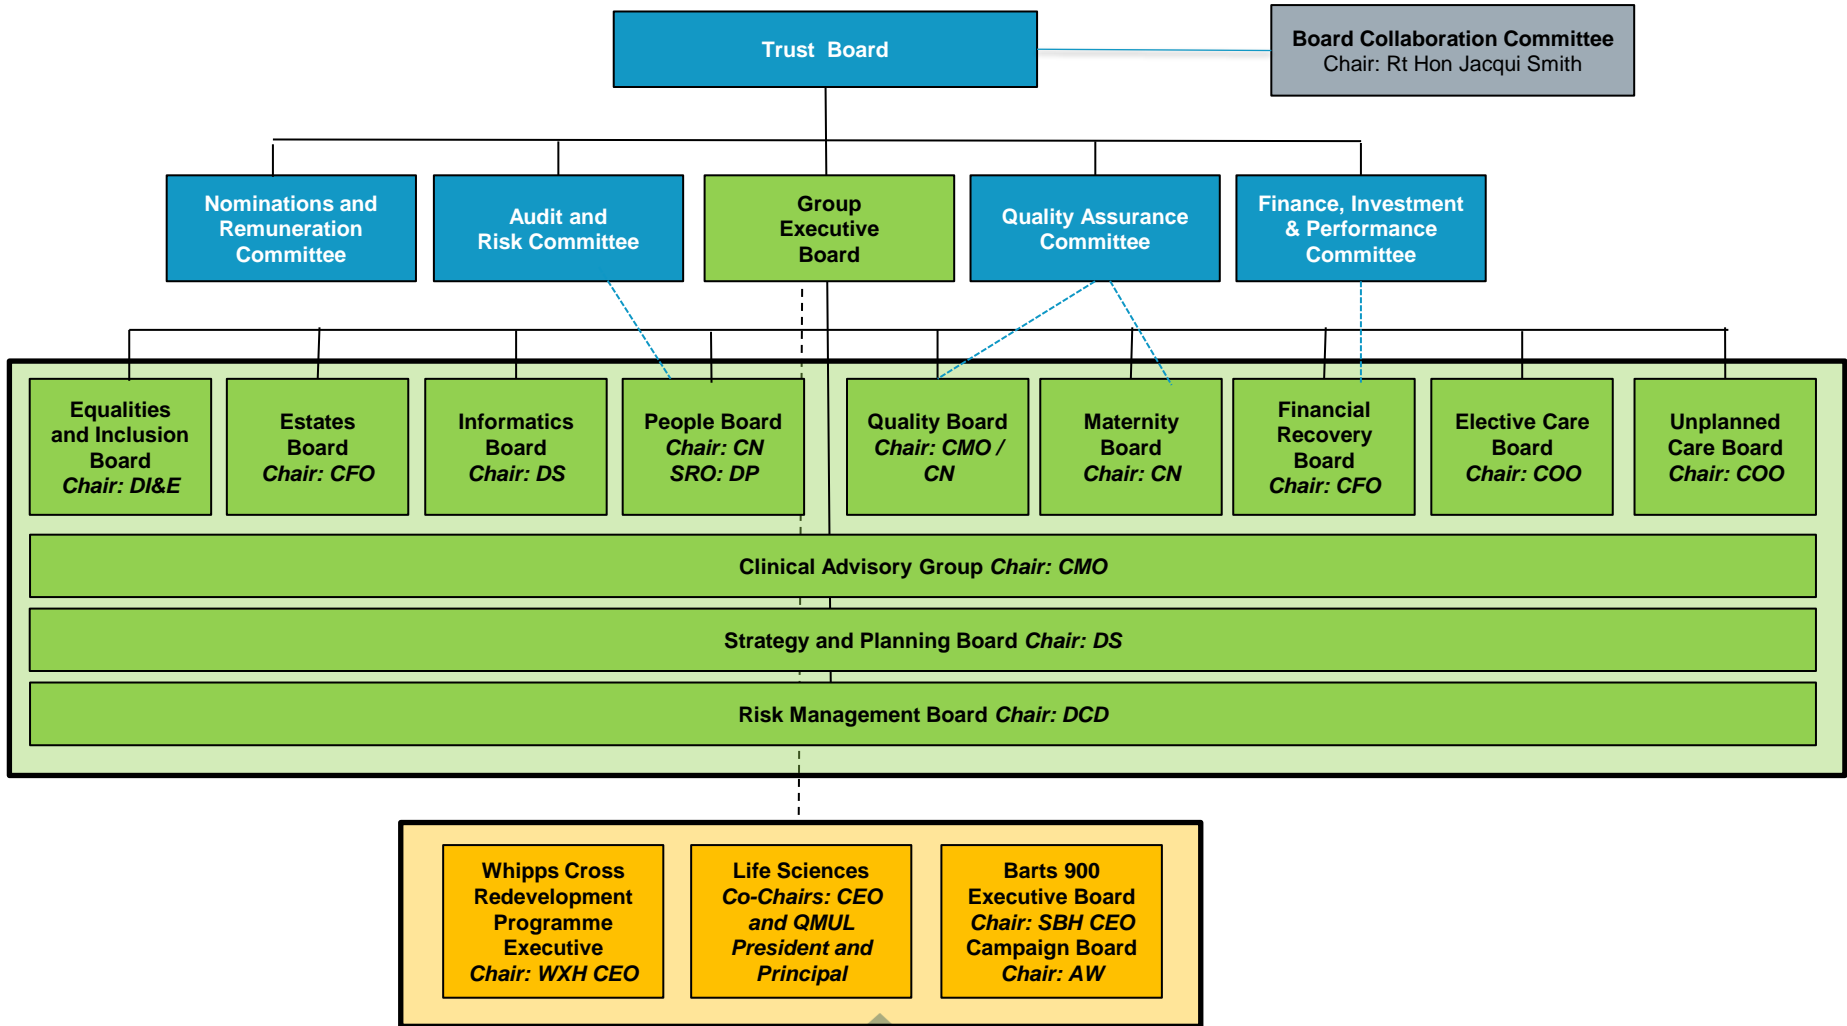 Trust Board
Board Collaboration Committee
Chair: Rt Hon Jacqui Smith
Nominations and
Remuneration
Committee
Audit and
Risk Committee
Group
Executive
Board
Quality Assurance
Committee
Finance, Investment
& Performance
Committee
Equalities
and Inclusion
Board
Chair: DI&E
Estates
Board
Chair: CFO
Informatics
Board
Chair: DS
People Board
Chair: CN
SRO: DP
Quality Board
Chair: CMO /
CN
Maternity
Board
Chair: CN
Financial
Recovery
Board
Chair: CFO
Elective Care
Board
Chair: COO
Unplanned
Care Board
Chair: COO
Clinical Advisory Group Chair: CMO
Strategy and Planning Board Chair: DS
Risk Management Board Chair: DCD
Whipps Cross
Redevelopment
Programme
Executive
Chair: WXH CEO
Life Sciences
Co-Chairs: CEO
and QMUL
President and
Principal
Barts 900
Executive Board
Chair: SBH CEO
Campaign Board
Chair: AW